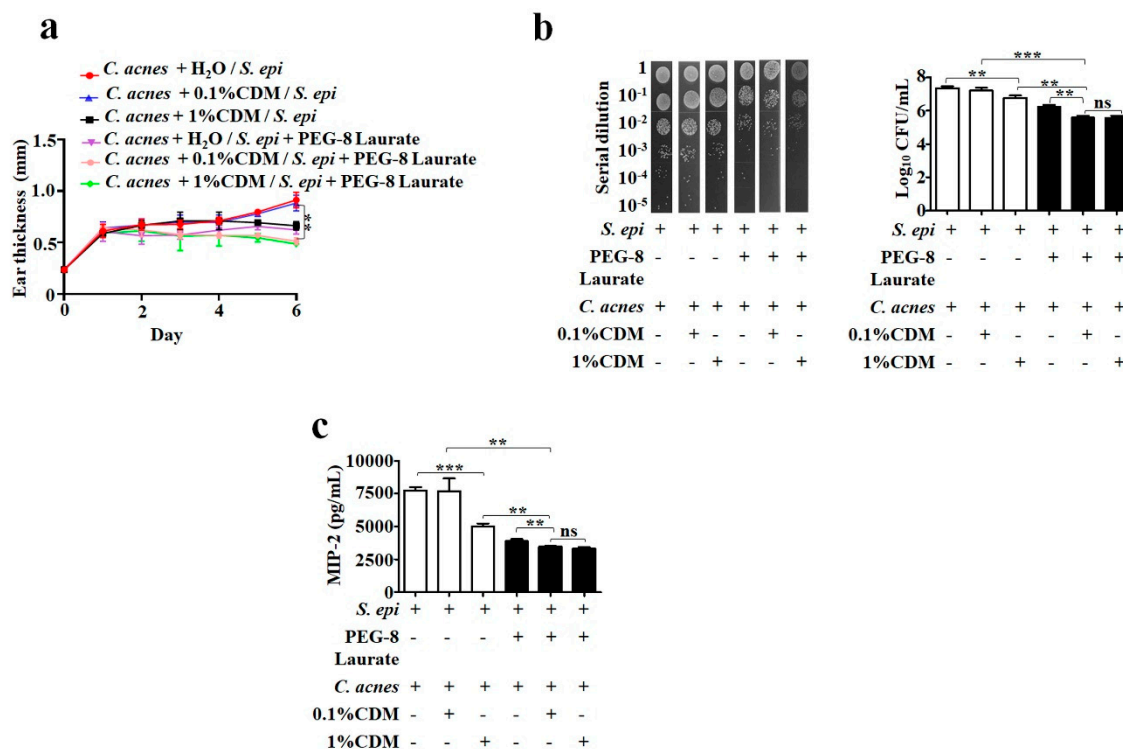 a
C. acnes + H₂O / S. epi
C. acnes + 0.1%CDM / S. epi
C. acnes + 1%CDM / S. epi
C. acnes + H₂O / S. epi + PEG-8 Laurate
C. acnes + 0.1%CDM / S. epi + PEG-8 Laurate
C. acnes + 1%CDM / S. epi + PEG-8 Laurate
Ear thickness (mm)
1.5
1.0
0.5
0
0 2 4 6
Day
**
b
Serial dilution
1
10⁻¹
10⁻²
10⁻³
10⁻⁴
10⁻⁵
S. epi + + + + + +
PEG-8 - - - + + +
Laurate
C. acnes + + + + + +
0.1%CDM - + - - + -
1%CDM - - + - - +
Log₁₀ CFU/mL
***
** **
** ns
8
6
4
2
0
S. epi + + + + + +
PEG-8 - - - + + +
Laurate
C. acnes + + + + + +
0.1%CDM - + - - + -
1%CDM - - + - - +
c
MIP-2 (pg/mL)
**
***
**
** ns
10000
7500
5000
2500
0
S. epi + + + + + +
PEG-8 - - - + + +
Laurate
C. acnes + + + + + +
0.1%CDM - + - - + -
1%CDM - - + - - +